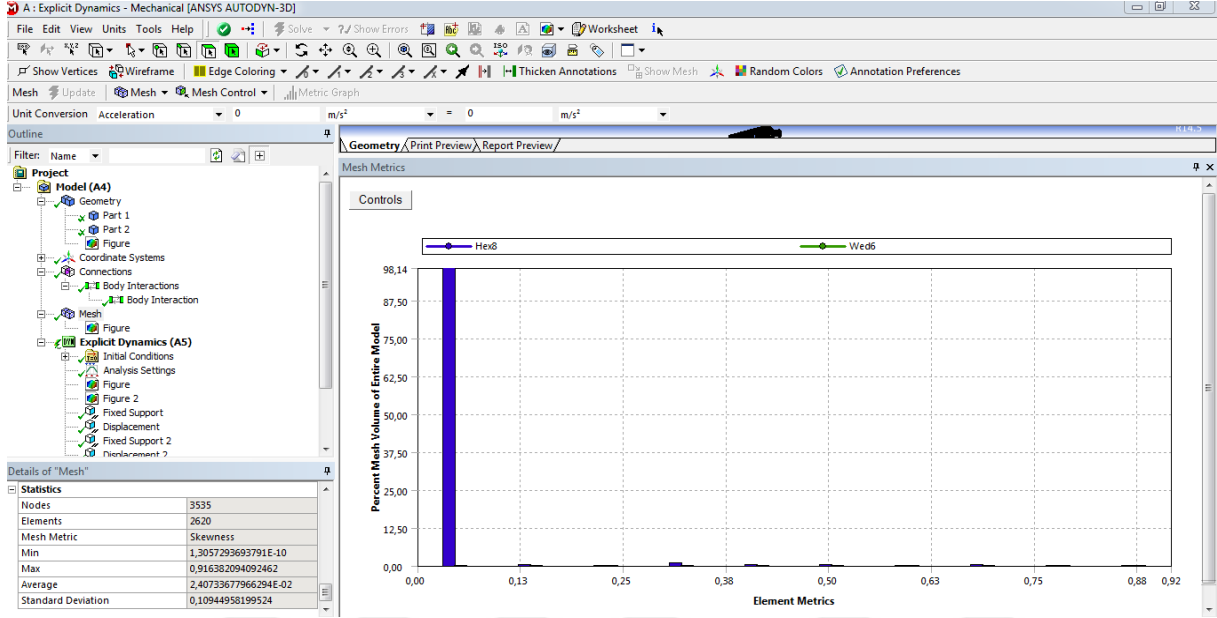 A : Explicit Dynamics - Mechanical [ANSYS AUTODYN-3D]
File Edit View Units Tools Help Solve ?/ Show Errors Worksheet
Show Vertices Wireframe Edge Coloring Thicken Annotations Show Mesh Random Colors Annotation Preferences
Mesh Update Mesh Mesh Control Metric Graph
Unit Conversion Acceleration 0 m/s² = 0 m/s²
Outline
Filter: Name
Project
Model (A4)
Geometry
Part 1
Part 2
Figure
Coordinate Systems
Connections
Body Interactions
Body Interaction
Mesh
Figure
Explicit Dynamics (A5)
Initial Conditions
Analysis Settings
Figure
Figure 2
Fixed Support
Displacement
Fixed Support 2
Displacement 2
Details of "Mesh"
Statistics
Nodes 3535
Elements 2620
Mesh Metric Skewness
Min 1,3057293693791E-10
Max 0,916382094092462
Average 2,40733677966294E-02
Standard Deviation 0,10944958199524
R14.5
Geometry Print Preview Report Preview
Mesh Metrics
Controls
Hex8 Wed6
Percent Mesh Volume of Entire Model
98,14
87,50
75,00
62,50
50,00
37,50
25,00
12,50
0,00
0,00 0,13 0,25 0,38 0,50 0,63 0,75 0,88 0,92
Element Metrics